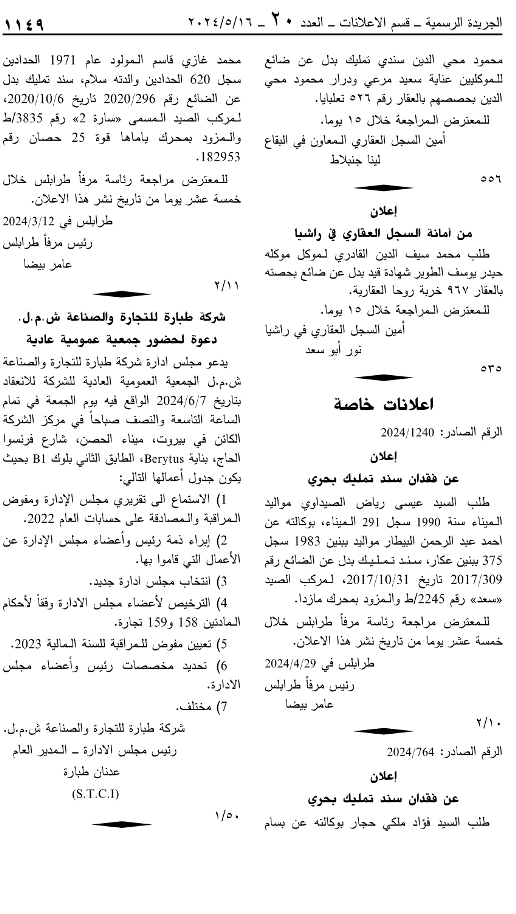 الجريدة الرسمية ــ قسم الاعلانات ــ العدد ٢٠ ــ ٢٠٢٤/٥/١٦
١١٤٩
محمود محي الدين سندي تمليك بدل عن ضائع
للموكليين عناية سعيد مرعي ودرار محمود محي
الدين بحصصهم بالعقار رقم ٥٢٦ تعلبايا.
للمعترض المراجعة خلال ١٥ يوما.
أمين السجل العقاري المعاون في البقاع
لينا جنبلاط
٥٥٦
إعلان
من أمانة السجل العقاري في راشيا
طلب محمد سيف الدين القادري لموكل موكله
حيدر يوسف الطوير شهادة قيد بدل عن ضائع بحصته
بالعقار ٩٦٧ خربة روحا العقارية.
للمعترض المراجعة خلال ١٥ يوما.
أمين السجل العقاري في راشيا
نور أبو سعد
٥٣٥
اعلانات خاصة
الرقم الصادر: 2024/1240
إعلان
عن فقدان سند تمليك بحري
طلب السيد عيسى رياض الصيداوي مواليد
الميناء سنة 1990 سجل 291 الميناء، بوكالته عن
احمد عبد الرحمن البيطار مواليد ببنين 1983 سجل
375 ببنين عكار، سند تمليك بدل عن الضائع رقم
2017/309 تاريخ 2017/10/31، لمركب الصيد
«سعد» رقم 2245/ط والمزود بمحرك مازدا.
للمعترض مراجعة رئاسة مرفأ طرابلس خلال
خمسة عشر يوما من تاريخ نشر هذا الاعلان.
طرابلس في 2024/4/29
رئيس مرفأ طرابلس
عامر بيضا
٢/١٠
الرقم الصادر: 2024/764
إعلان
عن فقدان سند تمليك بحري
طلب السيد فؤاد ملكي حجار بوكالته عن بسام
محمد غازي قاسم المولود عام 1971 الحدادين
سجل 620 الحدادين والدته سلام، سند تمليك بدل
عن الضائع رقم 2020/296 تاريخ 2020/10/6،
لمركب الصيد المسمى «سارة 2» رقم 3835/ط
والمزود بمحرك ياماها قوة 25 حصان رقم
182953.
للمعترض مراجعة رئاسة مرفأ طرابلس خلال
خمسة عشر يوما من تاريخ نشر هذا الاعلان.
طرابلس في 2024/3/12
رئيس مرفأ طرابلس
عامر بيضا
٢/١١
شركة طبارة للتجارة والصناعة ش.م.ل.
دعوة لحضور جمعية عمومية عادية
يدعو مجلس ادارة شركة طبارة للتجارة والصناعة
ش.م.ل الجمعية العمومية العادية للشركة للانعقاد
بتاريخ 2024/6/7 الواقع فيه يوم الجمعة في تمام
الساعة التاسعة والنصف صباحاً في مركز الشركة
الكائن في بيروت، ميناء الحصن، شارع فرنسوا
الحاج، بناية Berytus، الطابق الثاني بلوك B1 بحيث
يكون جدول أعمالها التالي:
1) الاستماع الى تقريري مجلس الإدارة ومفوض
المراقبة والمصادقة على حسابات العام 2022.
2) إبراء ذمة رئيس وأعضاء مجلس الإدارة عن
الأعمال التي قاموا بها.
3) انتخاب مجلس ادارة جديد.
4) الترخيص لأعضاء مجلس الادارة وفقاً لأحكام
المادتين 158 و159 تجارة.
5) تعيين مفوض للمراقبة للسنة المالية 2023.
6) تحديد مخصصات رئيس وأعضاء مجلس
الادارة.
7) مختلف.
شركة طبارة للتجارة والصناعة ش.م.ل.
رئيس مجلس الادارة ــ المدير العام
عدنان طبارة
(S.T.C.I)
١/٥٠